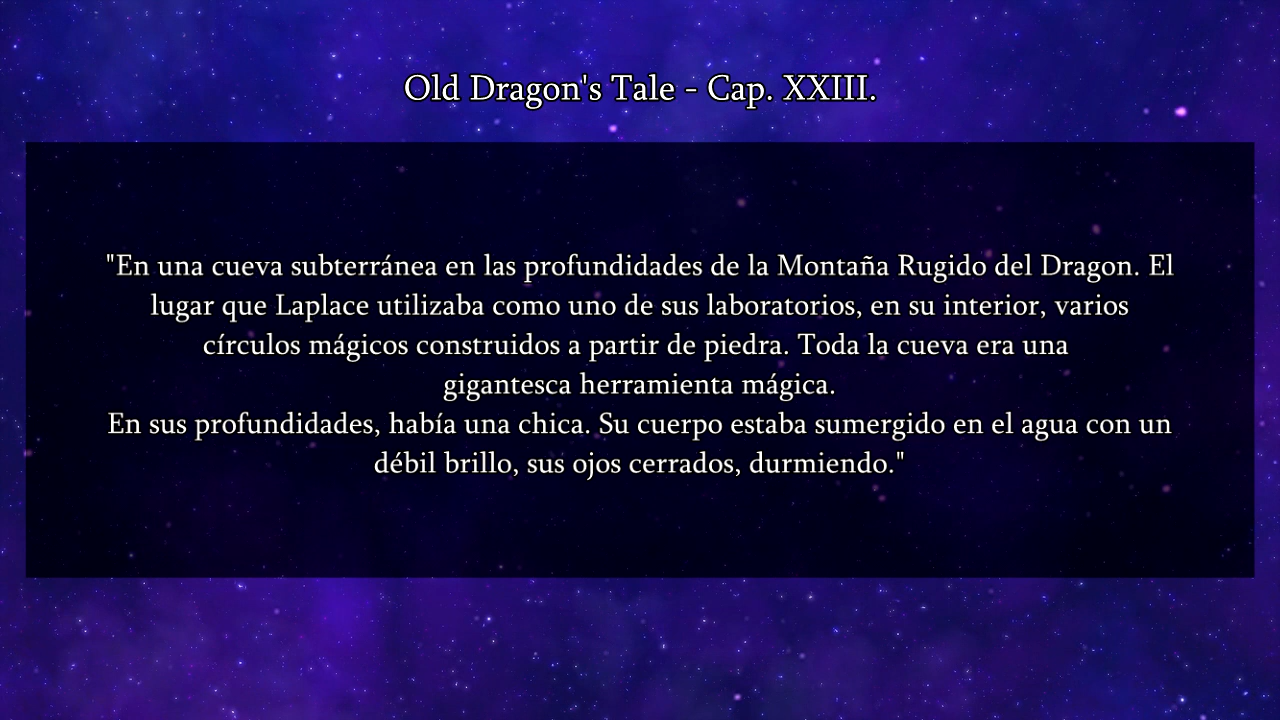 Old Dragon's Tale - Cap. XXIII.
"En una cueva subterránea en las profundidades de la Montaña Rugido del Dragon. El
lugar que Laplace utilizaba como uno de sus laboratorios, en su interior, varios
círculos mágicos construidos a partir de piedra. Toda la cueva era una
gigantesca herramienta mágica.
En sus profundidades, había una chica. Su cuerpo estaba sumergido en el agua con un
débil brillo, sus ojos cerrados, durmiendo."